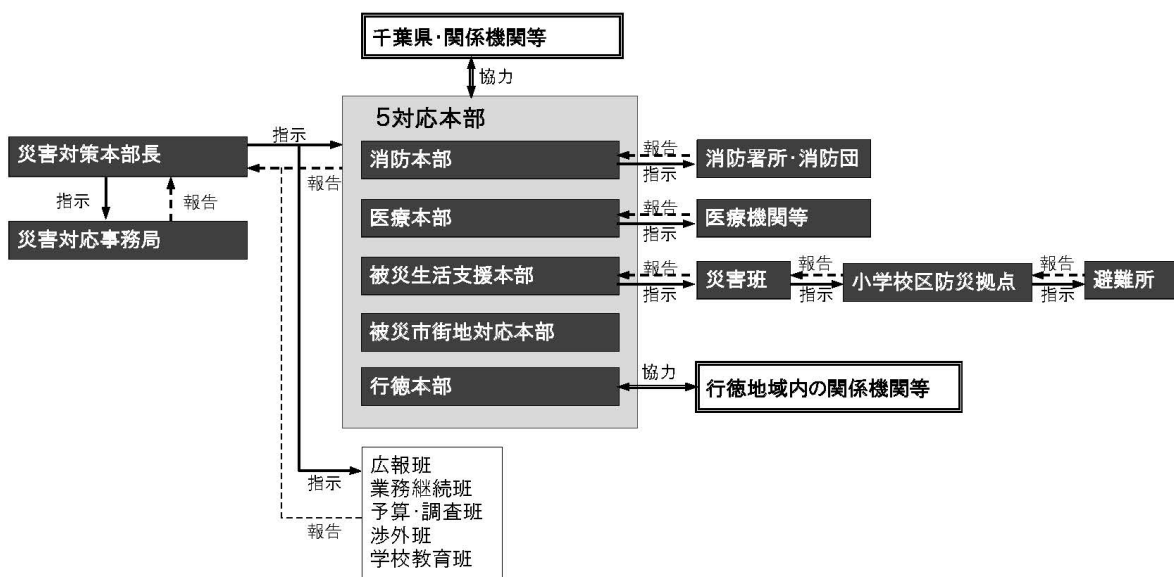 千葉県・関係機関等
協力
5対応本部
指示
災害対策本部長
消防本部
報告
指示
消防署所・消防団
報告
指示
報告
医療本部
報告
指示
医療機関等
災害対応事務局
被災生活支援本部
報告
指示
災害班
報告
指示
小学校区防災拠点
報告
指示
避難所
被災市街地対応本部
行徳本部
協力
行徳地域内の関係機関等
指示
報告
広報班
業務継続班
予算・調査班
渉外班
学校教育班